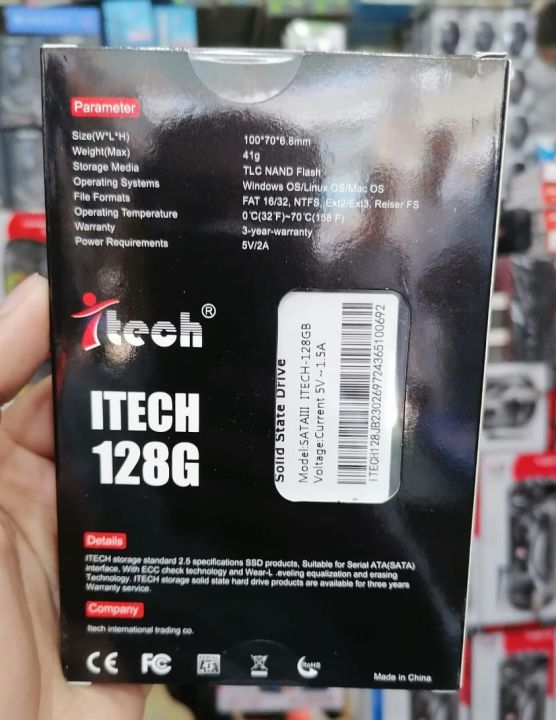 Parameter
Size(W*L*H) 100*70*6.8mm
Weight(Max) 41g
Storage Media TLC NAND Flash
Operating Systems Windows OS/Linux OS/Mac OS
File Formats FAT 16/32, NTFS, Ext2/Ext3, Reiser FS
Operating Temperature 0℃(32℉)~70℃(158℉)
Warranty 3-year-warranty
Power Requirements 5V/2A
itech®
ITECH
128G
Solid State Drive
Model:SATAIII ITECH-128GB
Voltage:Current 5V⎓1.5A
ITECH128JB230269724365100692
Details
ITECH storage standard 2.5 specifications SSD products, Suitable for Serial ATA(SATA)
interface. With ECC check technology and Wear-L .eveling equalization and erasing
Technology. ITECH storage solid state hard drive products are available for three years
Warranty service.
Company
Itech international trading co.
CE FC SATA RoHS
Made in China